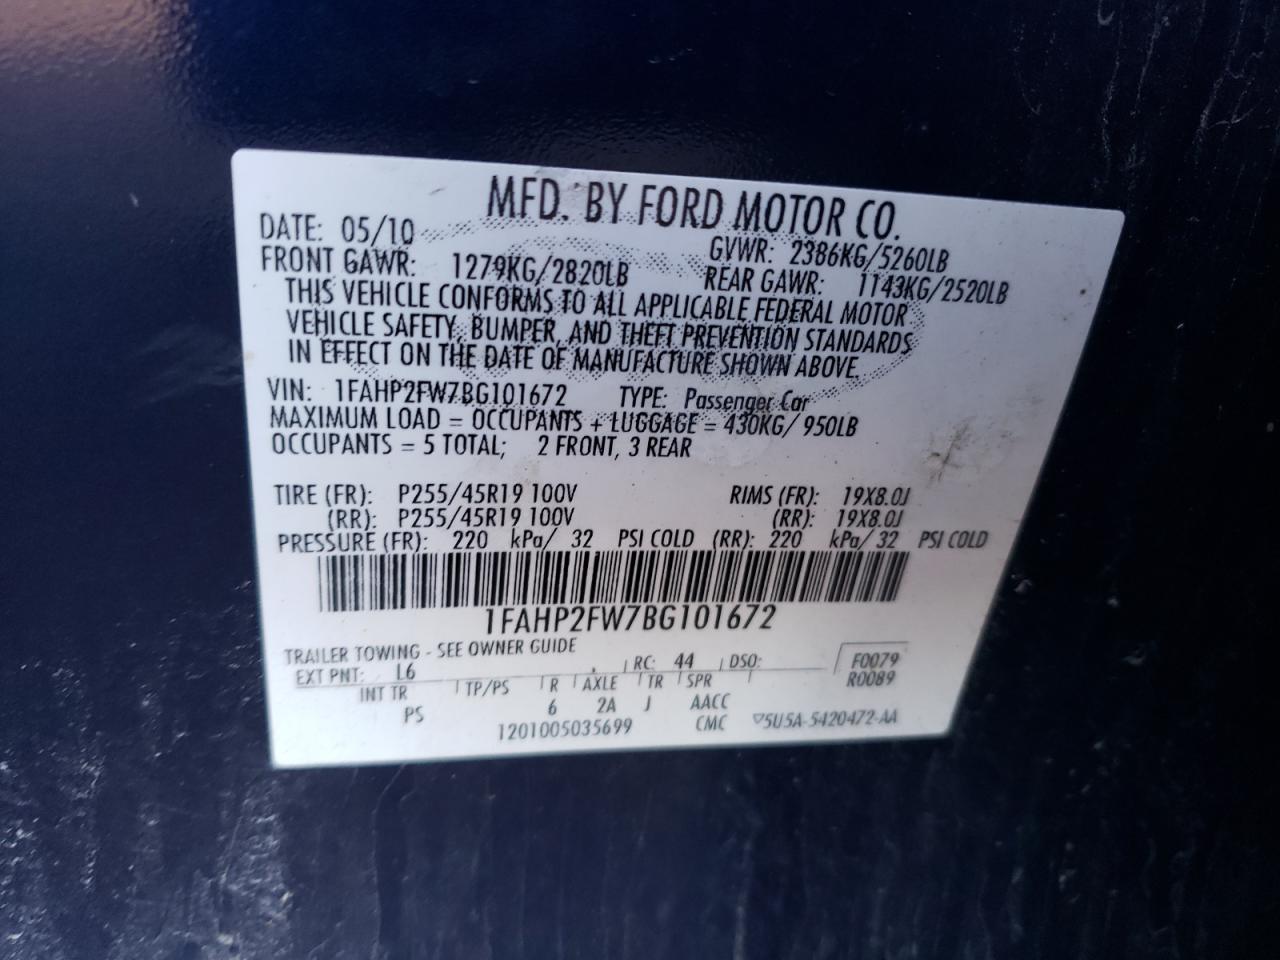 MFD. BY FORD MOTOR CO.
DATE: 05/10 GVWR: 2386KG/5260LB
FRONT GAWR: 1279KG/2820LB REAR GAWR: 1143KG/2520LB
THIS VEHICLE CONFORMS TO ALL APPLICABLE FEDERAL MOTOR
VEHICLE SAFETY, BUMPER, AND THEFT PREVENTION STANDARDS
IN EFFECT ON THE DATE OF MANUFACTURE SHOWN ABOVE.
VIN: 1FAHP2FW7BG101672 TYPE: Passenger Car
MAXIMUM LOAD = OCCUPANTS + LUGGAGE = 430KG/ 950LB
OCCUPANTS = 5 TOTAL; 2 FRONT, 3 REAR
TIRE (FR): P255/45R19 100V RIMS (FR): 19X8.0J
(RR): P255/45R19 100V (RR): 19X8.0J
PRESSURE (FR): 220 kPa/ 32 PSI COLD (RR): 220 kPa/ 32 PSI COLD
1FAHP2FW7BG101672
TRAILER TOWING - SEE OWNER GUIDE
EXT PNT: L6 RC: 44 DSO: F0079
R0089
INT TR TP/PS R AXLE TR SPR
PS 6 2A J AACC
1201005035699 CMC ▽5U5A-5420472-AA